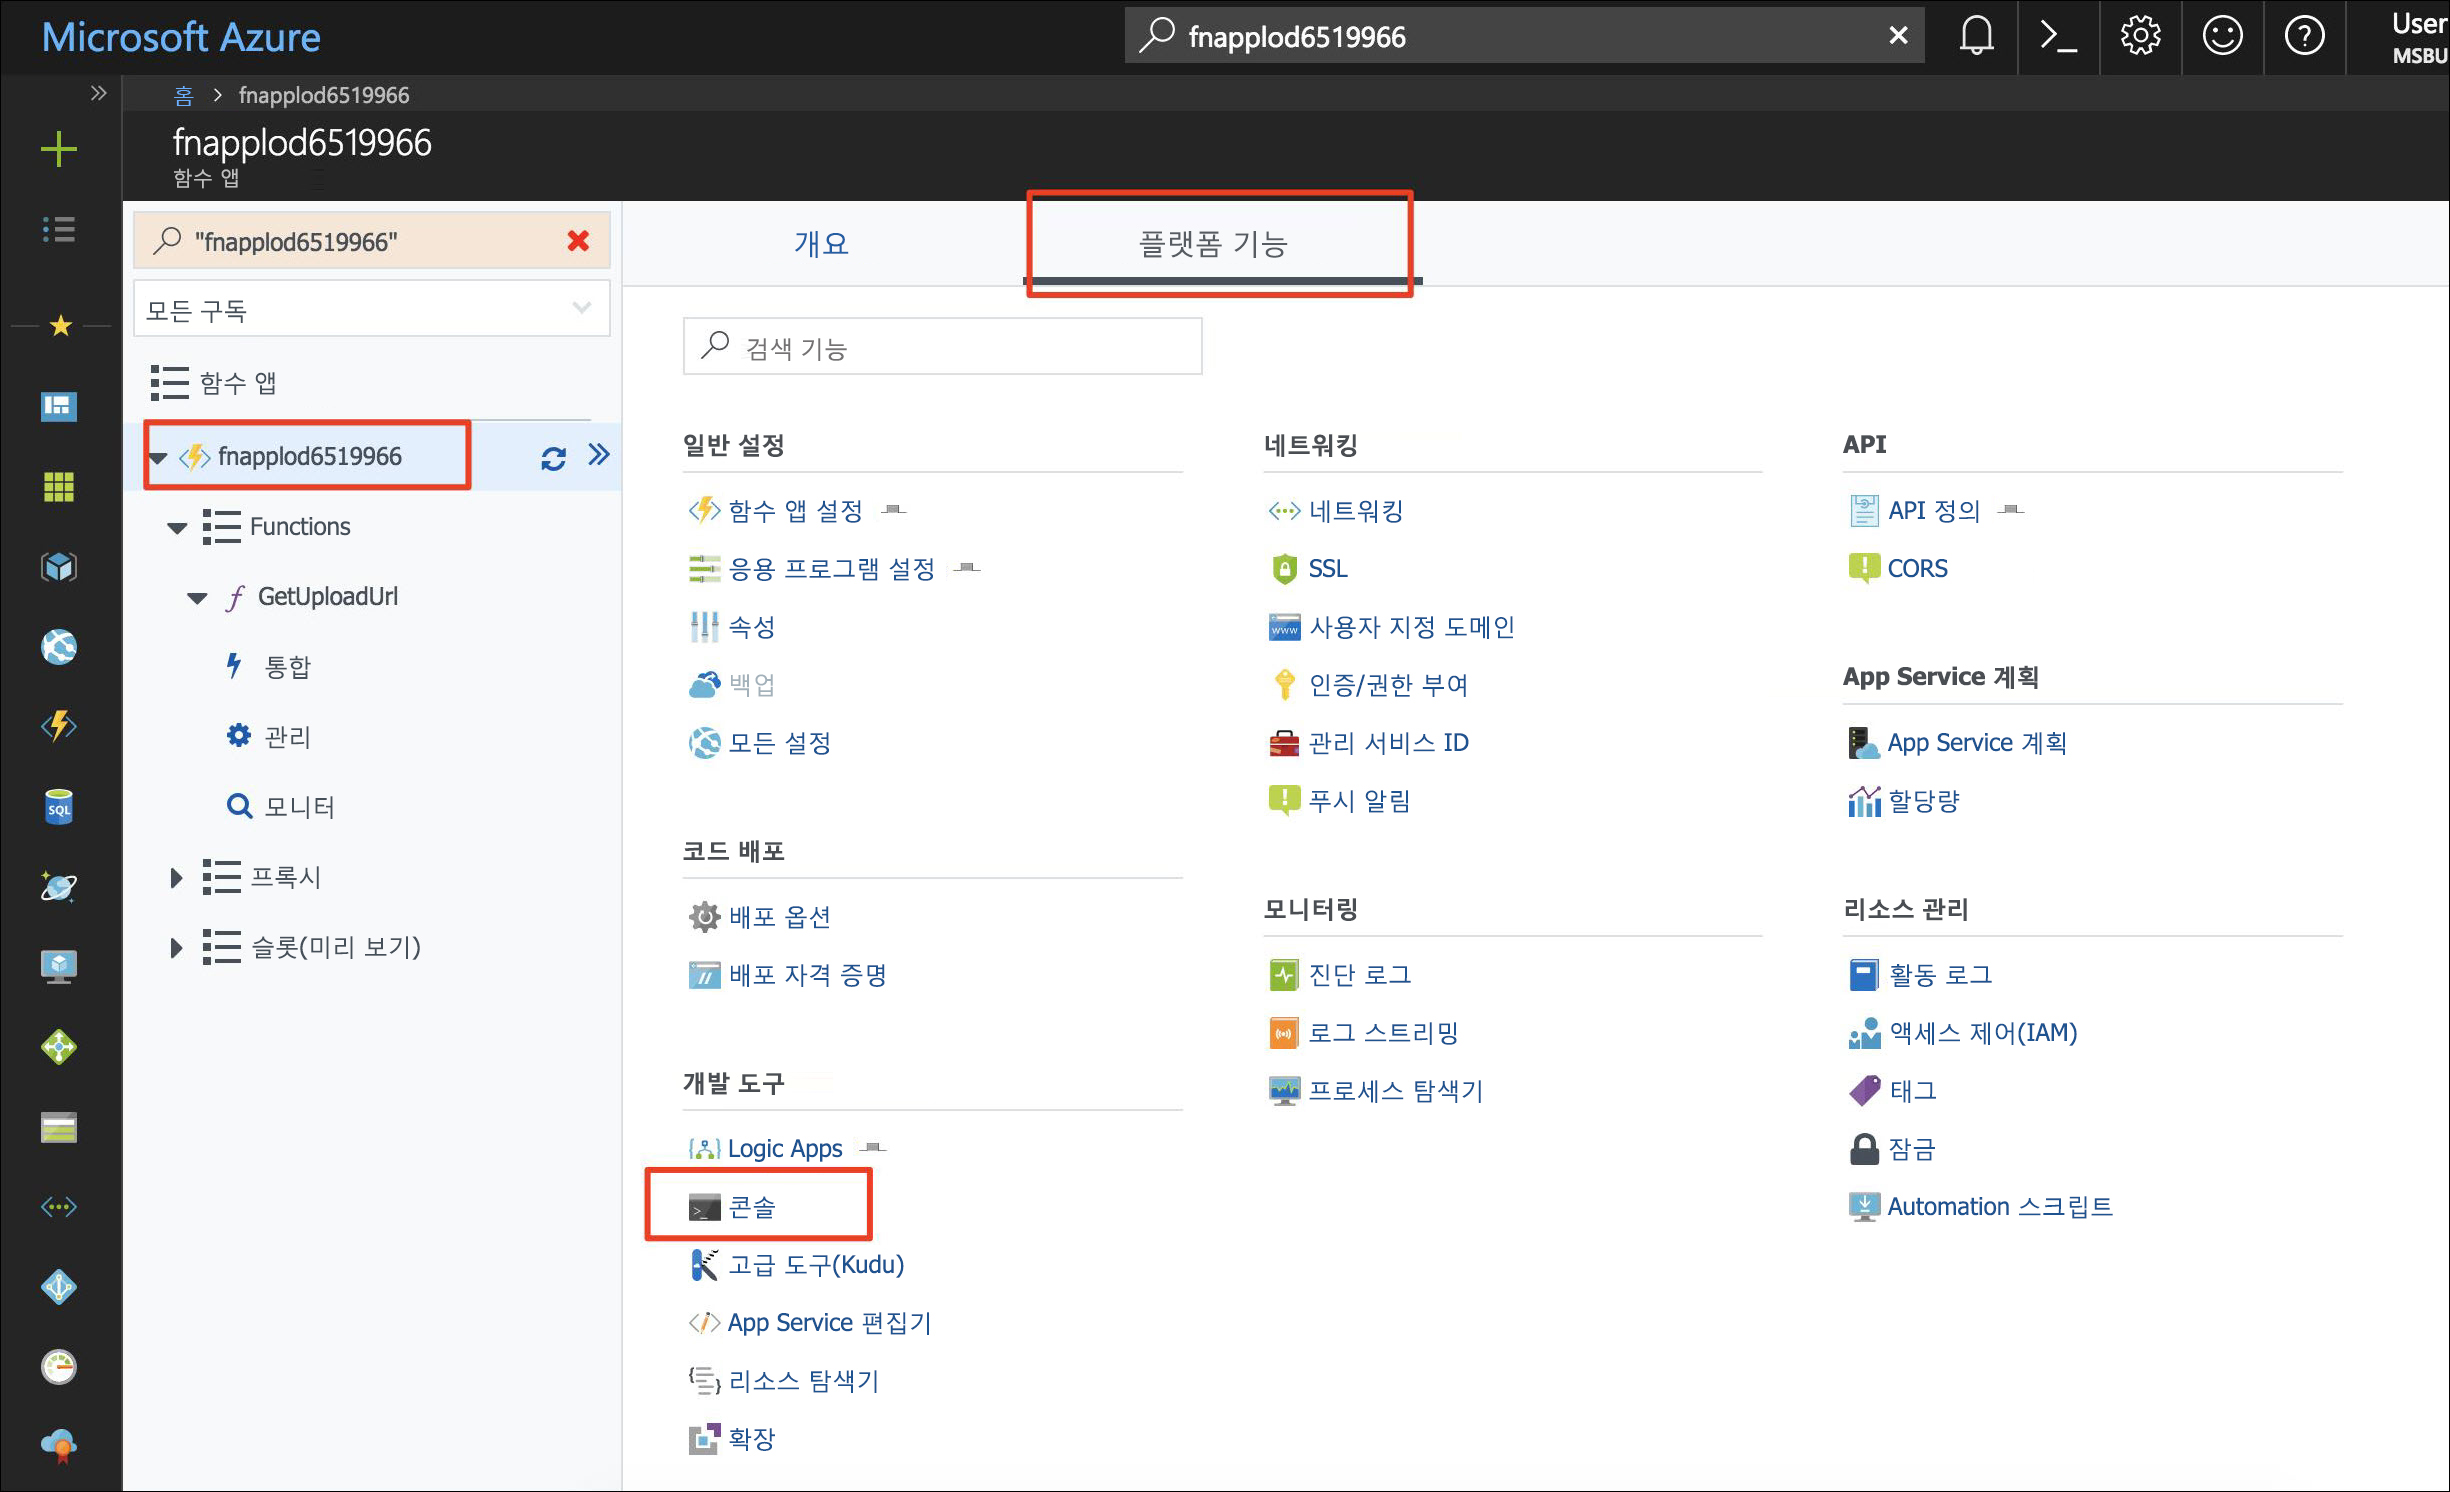 Microsoft Azure
fnapplod6519966
User
MSBU
홈 > fnapplod6519966
fnapplod6519966
함수 앱
"fnapplod6519966"
모든 구독
함수 앱
fnapplod6519966
Functions
GetUploadUrl
통합
관리
모니터
프록시
슬롯(미리 보기)
개요
플랫폼 기능
검색 기능
일반 설정
함수 앱 설정
응용 프로그램 설정
속성
백업
모든 설정
코드 배포
배포 옵션
배포 자격 증명
개발 도구
Logic Apps
콘솔
고급 도구(Kudu)
App Service 편집기
리소스 탐색기
확장
네트워킹
네트워킹
SSL
사용자 지정 도메인
인증/권한 부여
관리 서비스 ID
푸시 알림
모니터링
진단 로그
로그 스트리밍
프로세스 탐색기
API
API 정의
CORS
App Service 계획
App Service 계획
할당량
리소스 관리
활동 로그
액세스 제어(IAM)
태그
잠금
Automation 스크립트
SQL
www